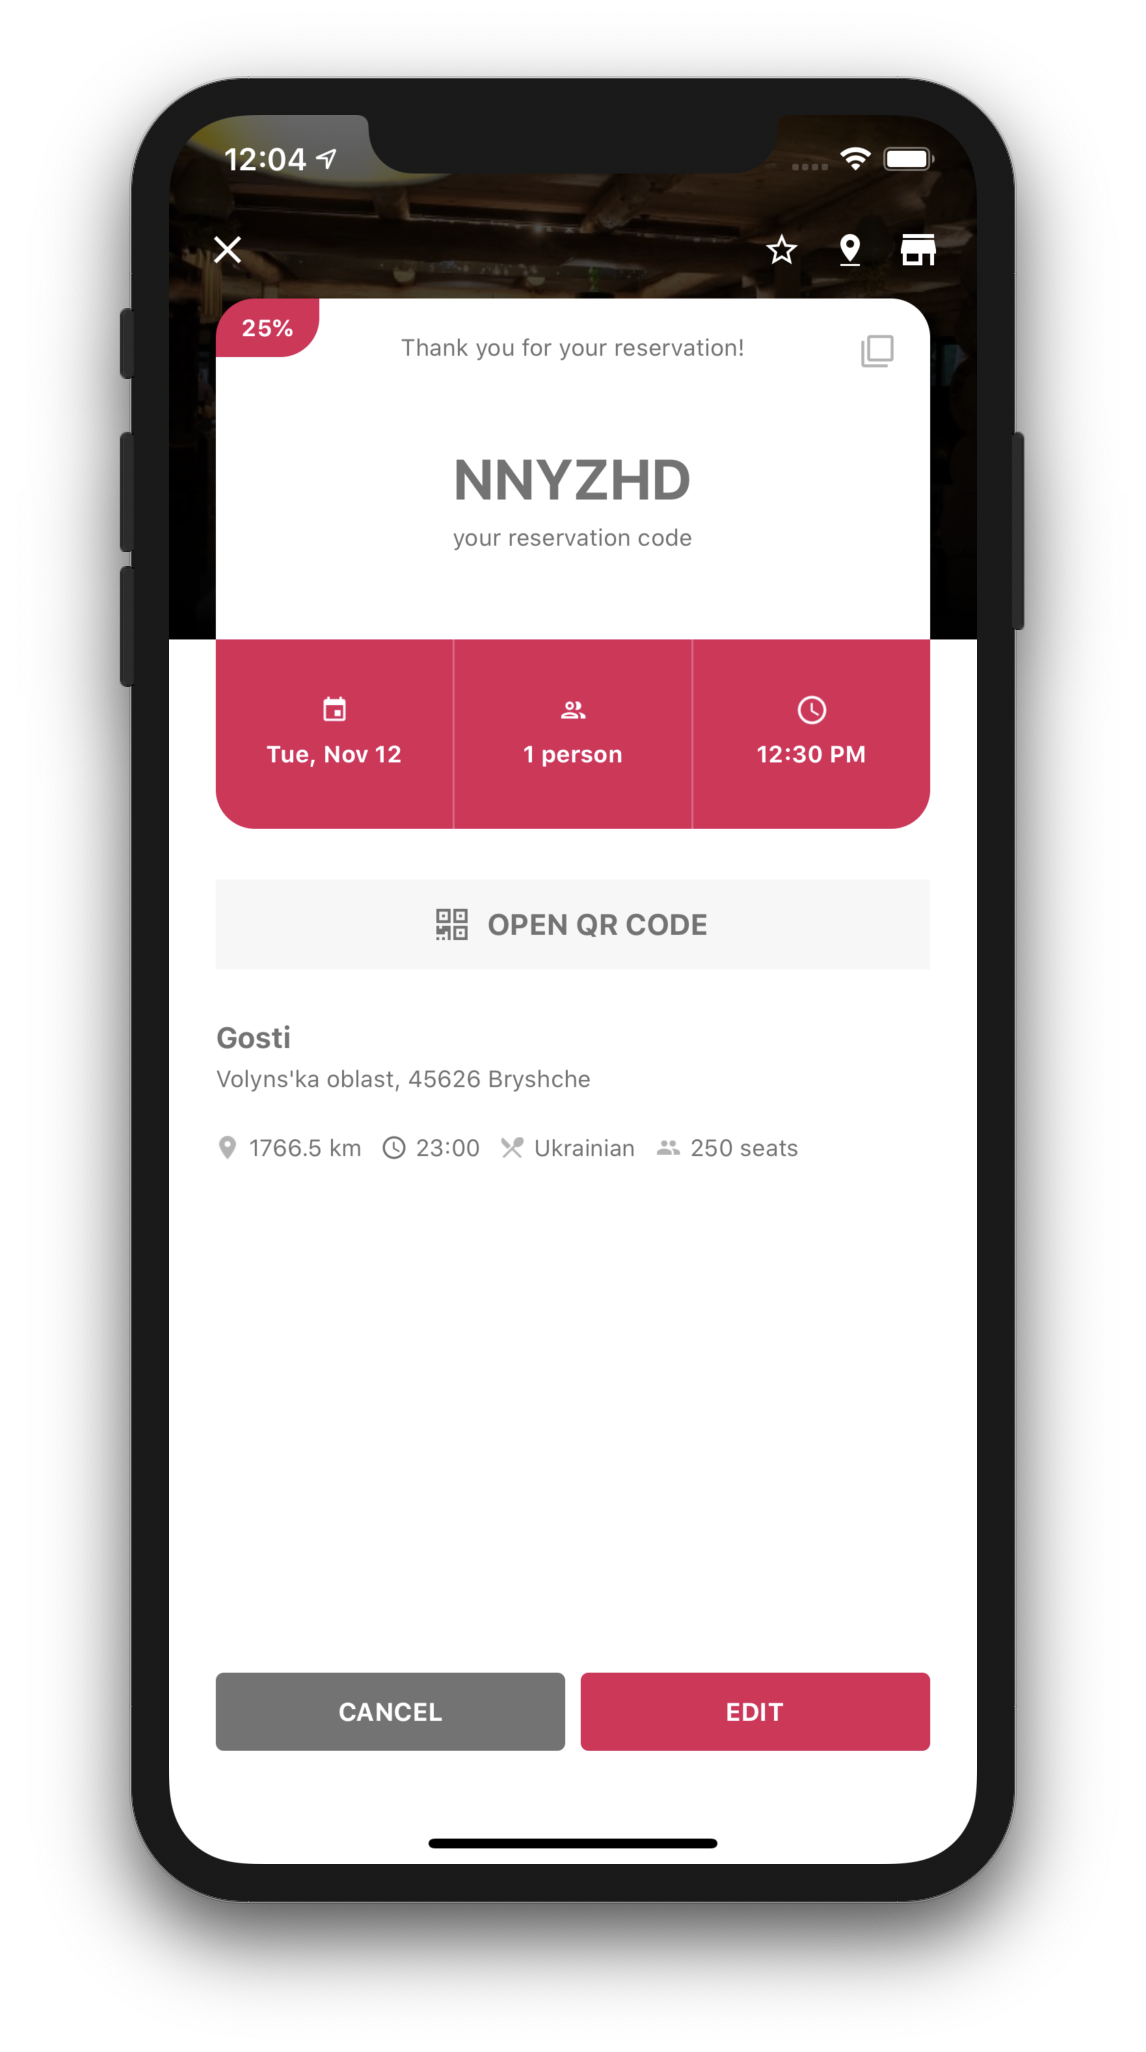 12:04
25%
Thank you for your reservation!
NNYZHD
your reservation code
Tue, Nov 12
1 person
12:30 PM
OPEN QR CODE
Gosti
Volyns'ka oblast, 45626 Bryshche
1766.5 km 23:00 Ukrainian 250 seats
CANCEL
EDIT